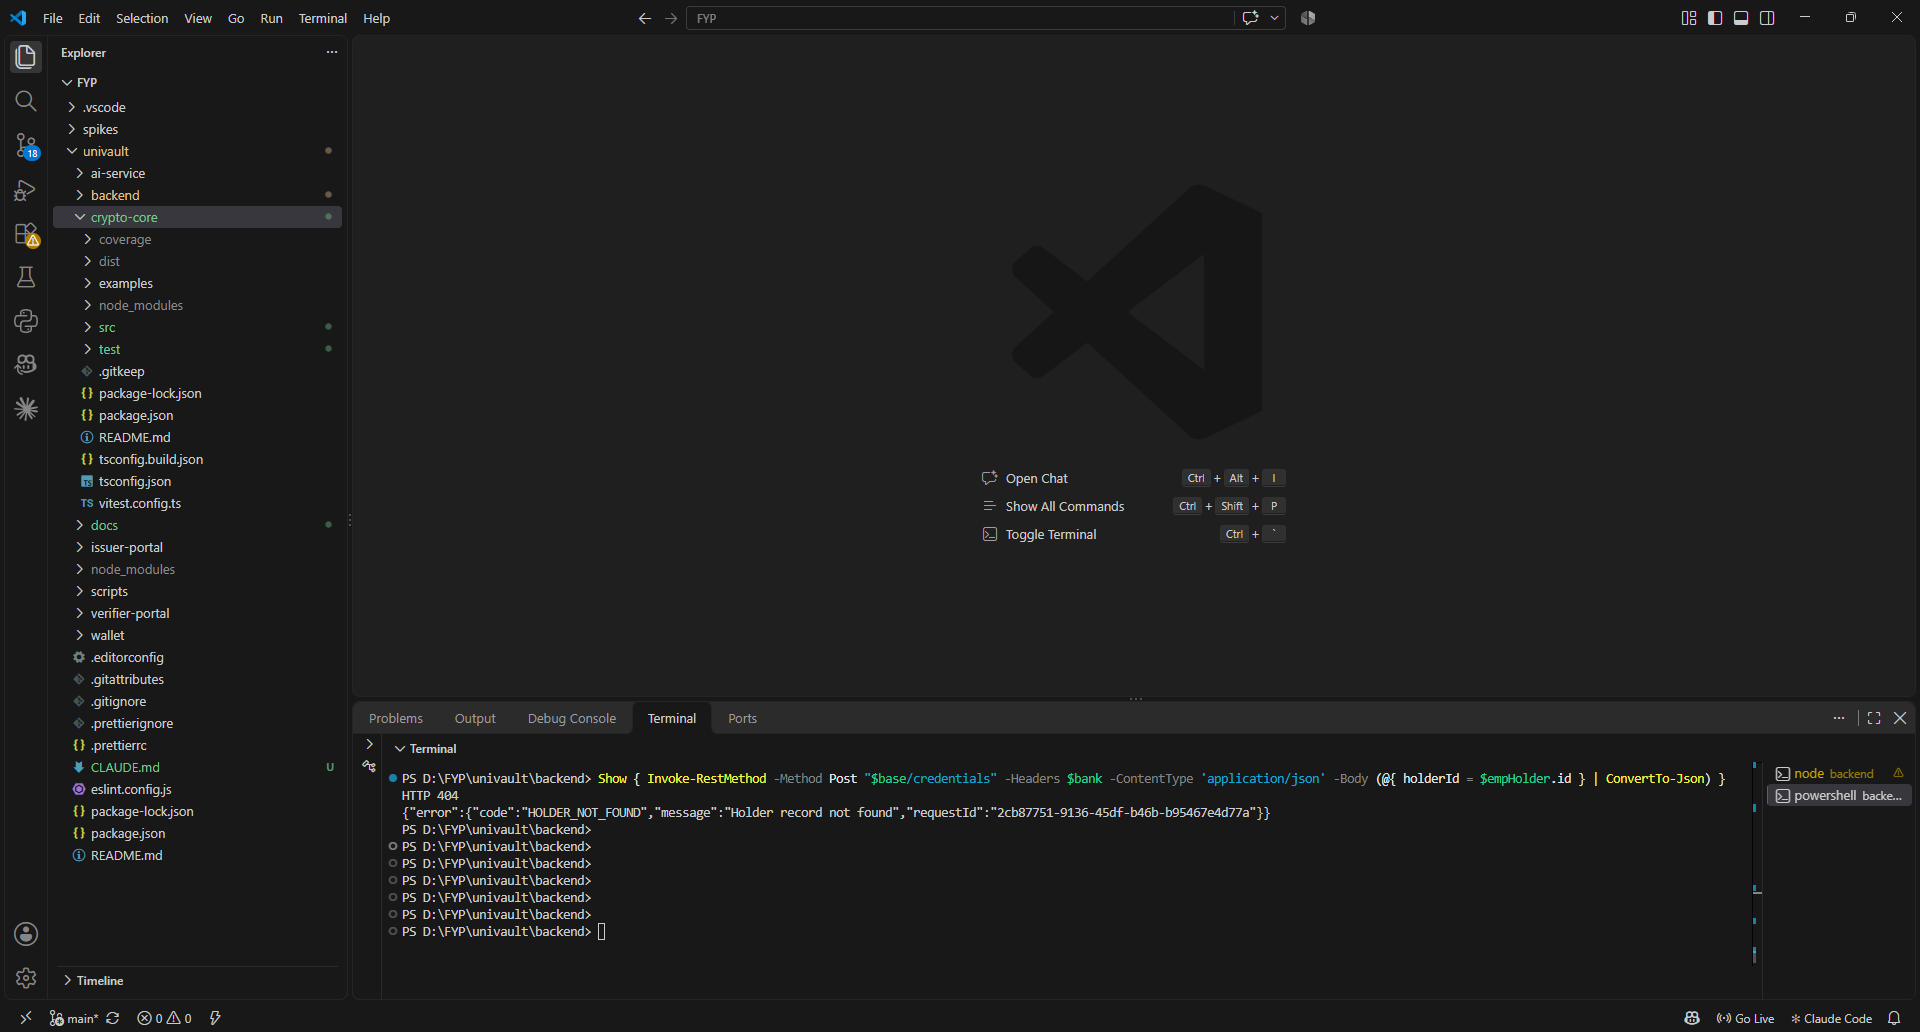 File Edit Selection View Go Run Terminal Help
FYP
Explorer
FYP
.vscode
spikes
univault
ai-service
backend
crypto-core
coverage
dist
examples
node_modules
src
test
.gitkeep
package-lock.json
package.json
README.md
tsconfig.build.json
tsconfig.json
vitest.config.ts
docs
issuer-portal
node_modules
scripts
verifier-portal
wallet
.editorconfig
.gitattributes
.gitignore
.prettierignore
.prettierrc
CLAUDE.md U
eslint.config.js
package-lock.json
package.json
README.md
Timeline
18
Open Chat Ctrl + Alt + I
Show All Commands Ctrl + Shift + P
Toggle Terminal Ctrl + `
Problems Output Debug Console Terminal Ports
Terminal
PS D:\FYP\univault\backend> Show { Invoke-RestMethod -Method Post "$base/credentials" -Headers $bank -ContentType 'application/json' -Body (@{ holderId = $empHolder.id } | ConvertTo-Json) }
HTTP 404
{"error":{"code":"HOLDER_NOT_FOUND","message":"Holder record not found","requestId":"2cb87751-9136-45df-b46b-b95467e4d77a"}}
PS D:\FYP\univault\backend>
PS D:\FYP\univault\backend>
PS D:\FYP\univault\backend>
PS D:\FYP\univault\backend>
PS D:\FYP\univault\backend>
PS D:\FYP\univault\backend>
PS D:\FYP\univault\backend>
node backend
powershell backe...
main* 0 0 Go Live Claude Code